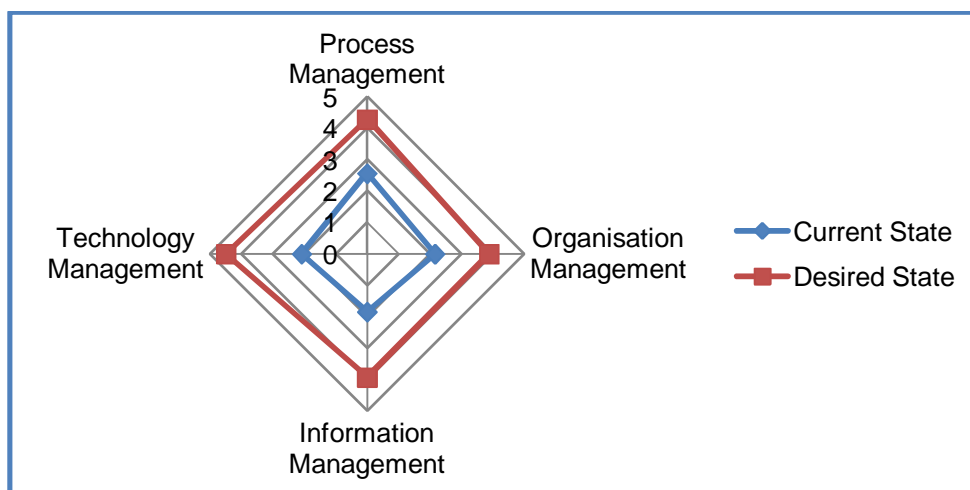 Process
Management
5
4
3
2
1
0
Technology
Management
Organisation
Management
Information
Management
Current State
Desired State